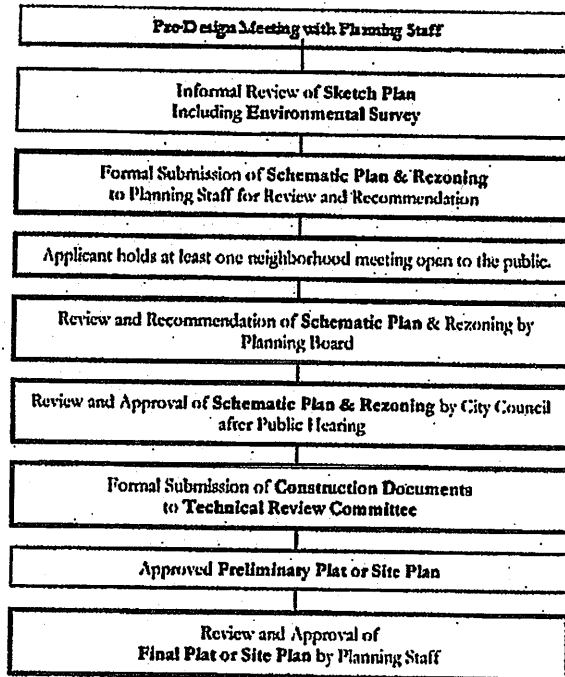 Pre-Design Meeting with Planning Staff
Informal Review of Sketch Plan
Including Environmental Survey
Formal Submission of Schematic Plan & Rezoning
to Planning Staff for Review and Recommendation
Applicant holds at least one neighborhood meeting open to the public.
Review and Recommendation of Schematic Plan & Rezoning by
Planning Board
Review and Approval of Schematic Plan & Rezoning by City Council
after Public Hearing
Formal Submission of Construction Documents
to Technical Review Committee
Approved Preliminary Plat or Site Plan
Review and Approval of
Final Plat or Site Plan by Planning Staff